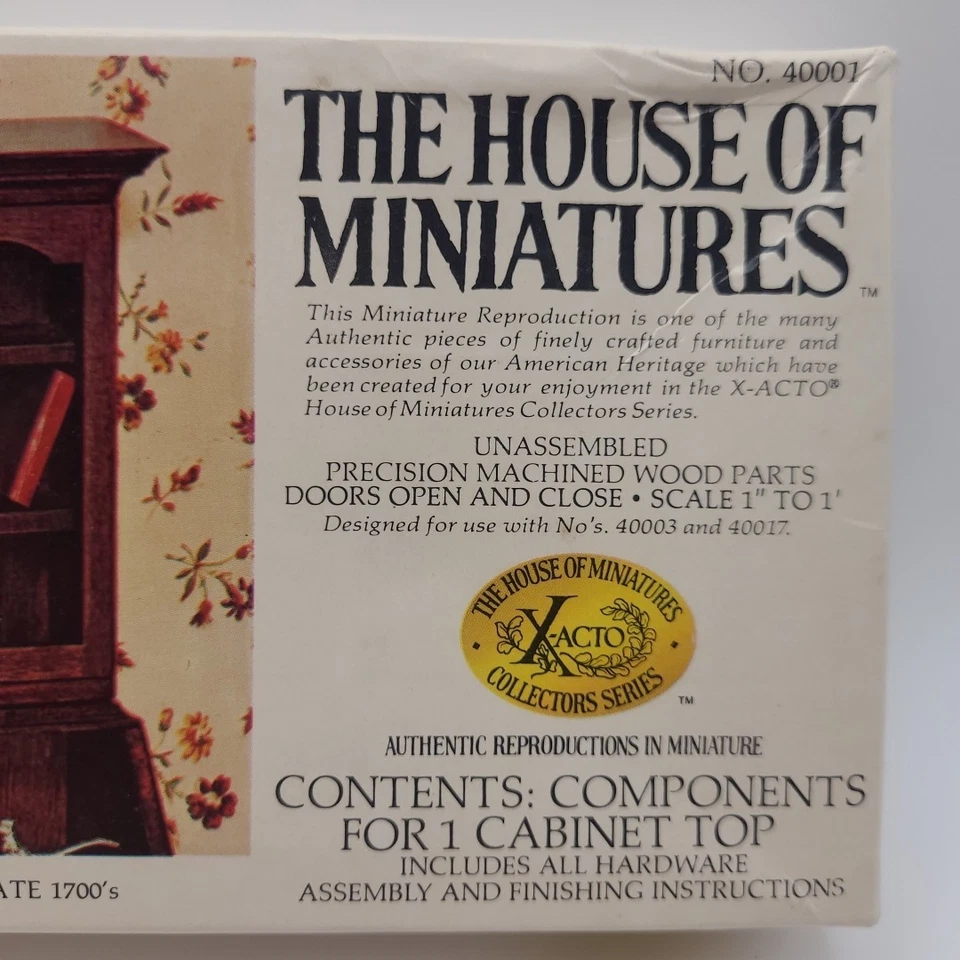 NO. 40001
THE HOUSE OF
MINIATURES
TM
This Miniature Reproduction is one of the many
Authentic pieces of finely crafted furniture and
accessories of our American Heritage which have
been created for your enjoyment in the X-ACTO®
House of Miniatures Collectors Series.
UNASSEMBLED
PRECISION MACHINED WOOD PARTS
DOORS OPEN AND CLOSE • SCALE 1" TO 1'
Designed for use with No's. 40003 and 40017.
THE HOUSE OF MINIATURES
X-ACTO
COLLECTORS SERIES
TM
AUTHENTIC REPRODUCTIONS IN MINIATURE
CONTENTS: COMPONENTS
FOR 1 CABINET TOP
INCLUDES ALL HARDWARE
ASSEMBLY AND FINISHING INSTRUCTIONS
ATE 1700's